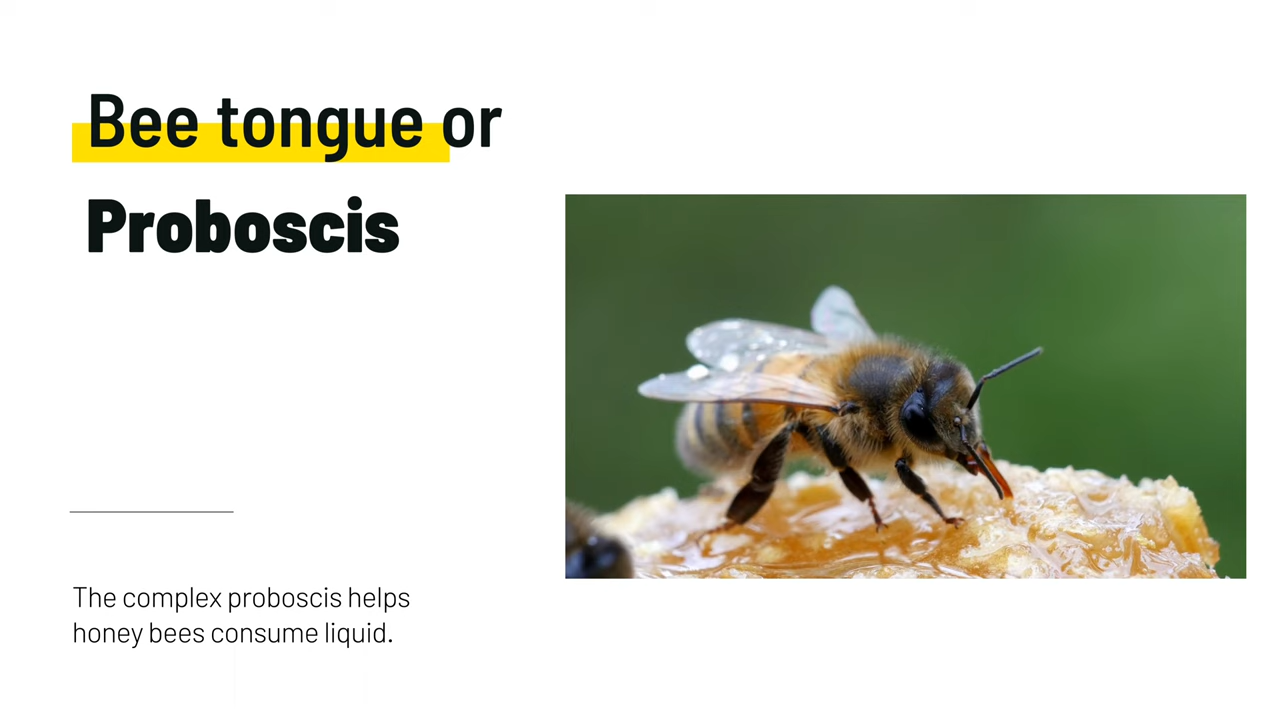 Bee tongue or
Proboscis
The complex proboscis helps
honey bees consume liquid.